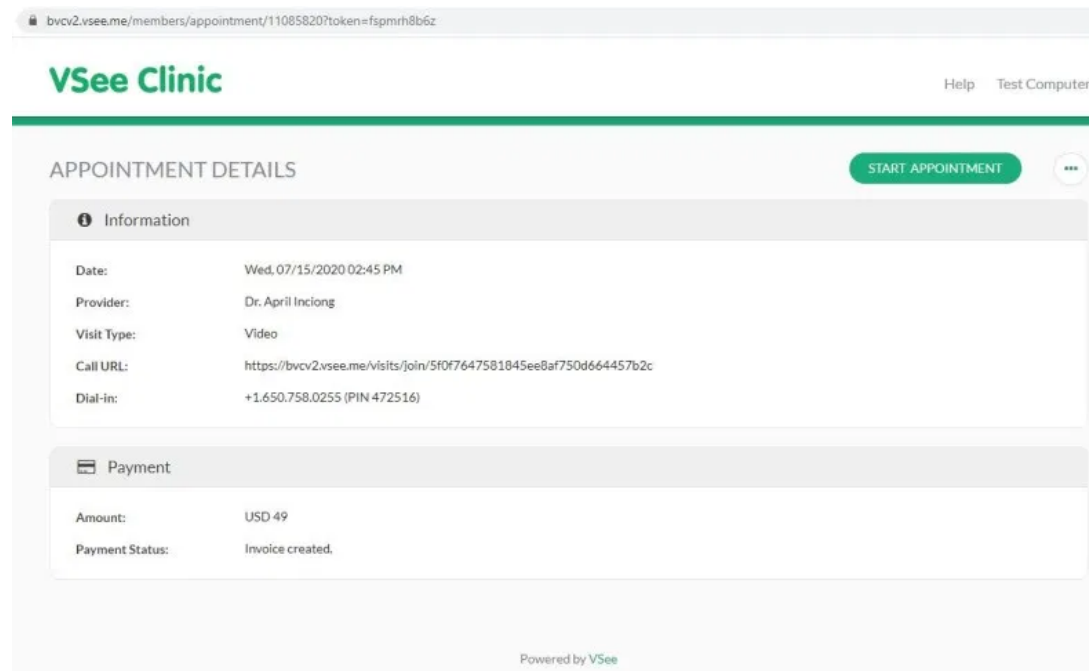 bvcv2.vsee.me/members/appointment/11085820?token=fspmrh8b6z
VSee Clinic
Help Test Computer
APPOINTMENT DETAILS
START APPOINTMENT
Information
Date: Wed, 07/15/2020 02:45 PM
Provider: Dr. April Inciong
Visit Type: Video
Call URL: https://bvcv2.vsee.me/visits/join/5f0f7647581845ee8af750d664457b2c
Dial-in: +1.650.758.0255 (PIN 472516)
Payment
Amount: USD 49
Payment Status: Invoice created.
Powered by VSee